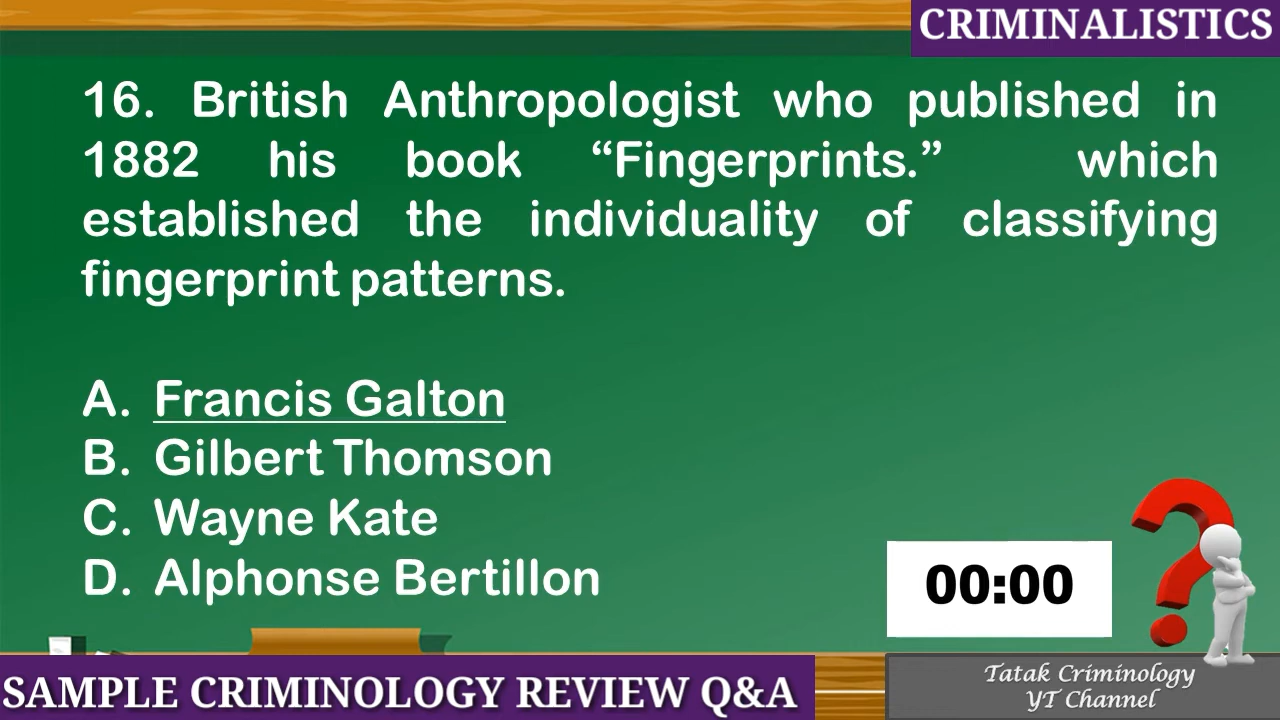 CRIMINALISTICS
16. British Anthropologist who published in
1882 his book “Fingerprints.” which
established the individuality of classifying
fingerprint patterns.
A. Francis Galton
B. Gilbert Thomson
C. Wayne Kate
D. Alphonse Bertillon
00:00
SAMPLE CRIMINOLOGY REVIEW Q&A
Tatak Criminology
YT Channel